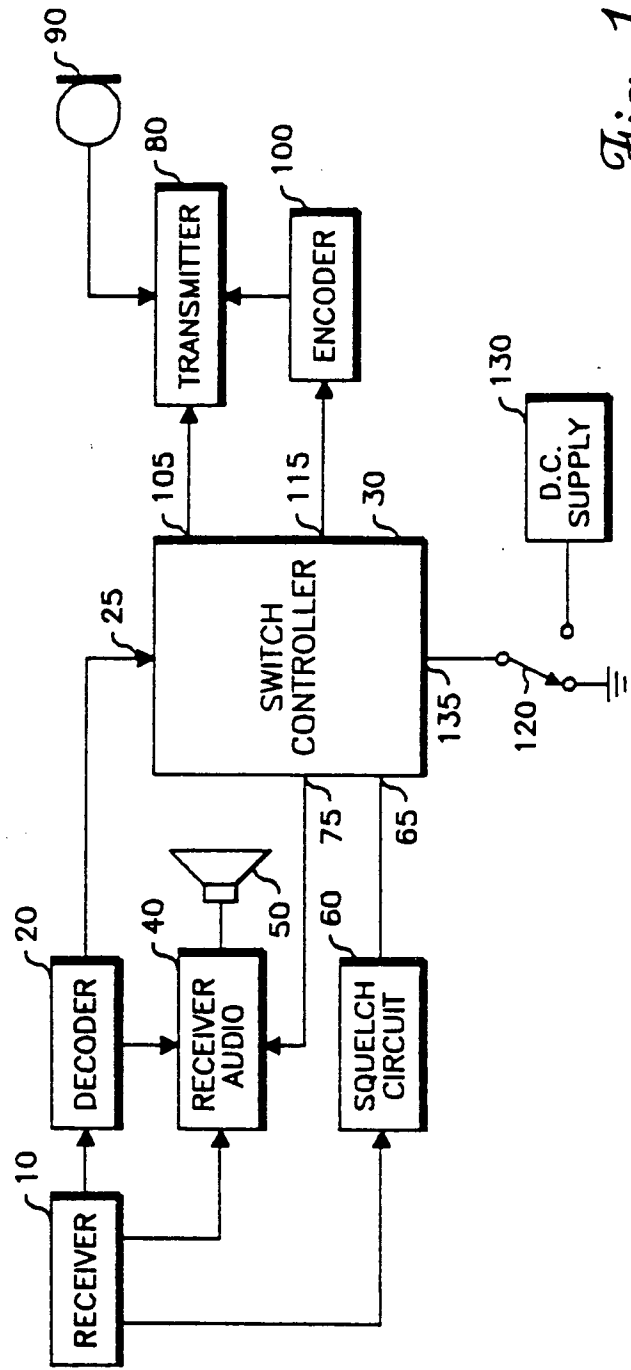 10
RECEIVER
20
DECODER
25
40
RECEIVER
AUDIO
50
60
SQUELCH
CIRCUIT
75
65
SWITCH
CONTROLLER
30
135
105
115
80
TRANSMITTER
90
100
ENCODER
120
130
D.C.
SUPPLY
Fig. 1